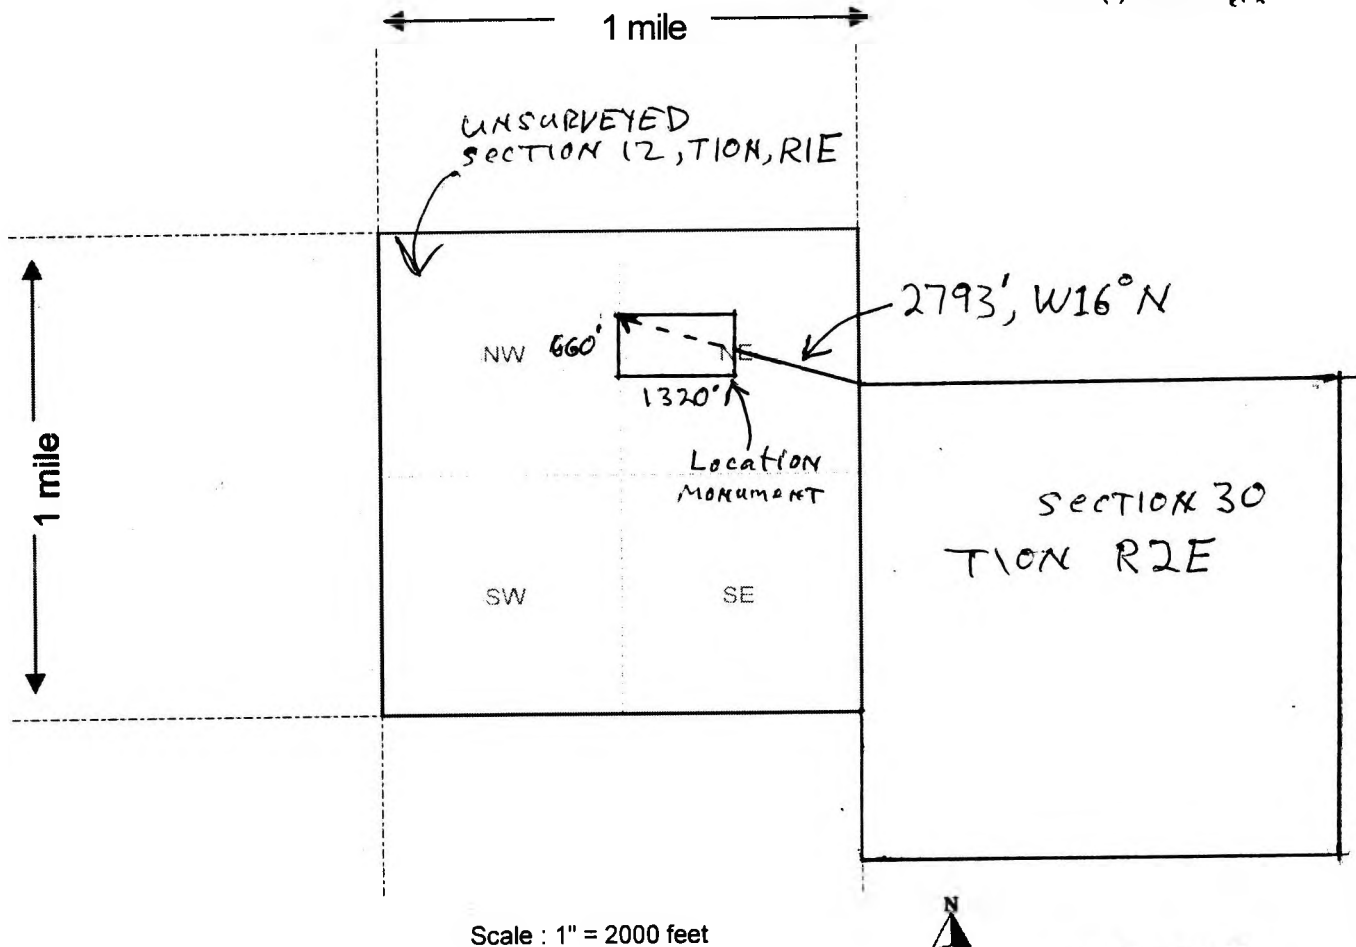 1 mile
UNSURVEYED
SECTION 12, T10N, R1E
2793', W16°N
NW
660'
NE
1320'
Location
MONUMENT
1 mile
SECTION 30
T10N R2E
SW
SE
N
Scale : 1" = 2000 feet